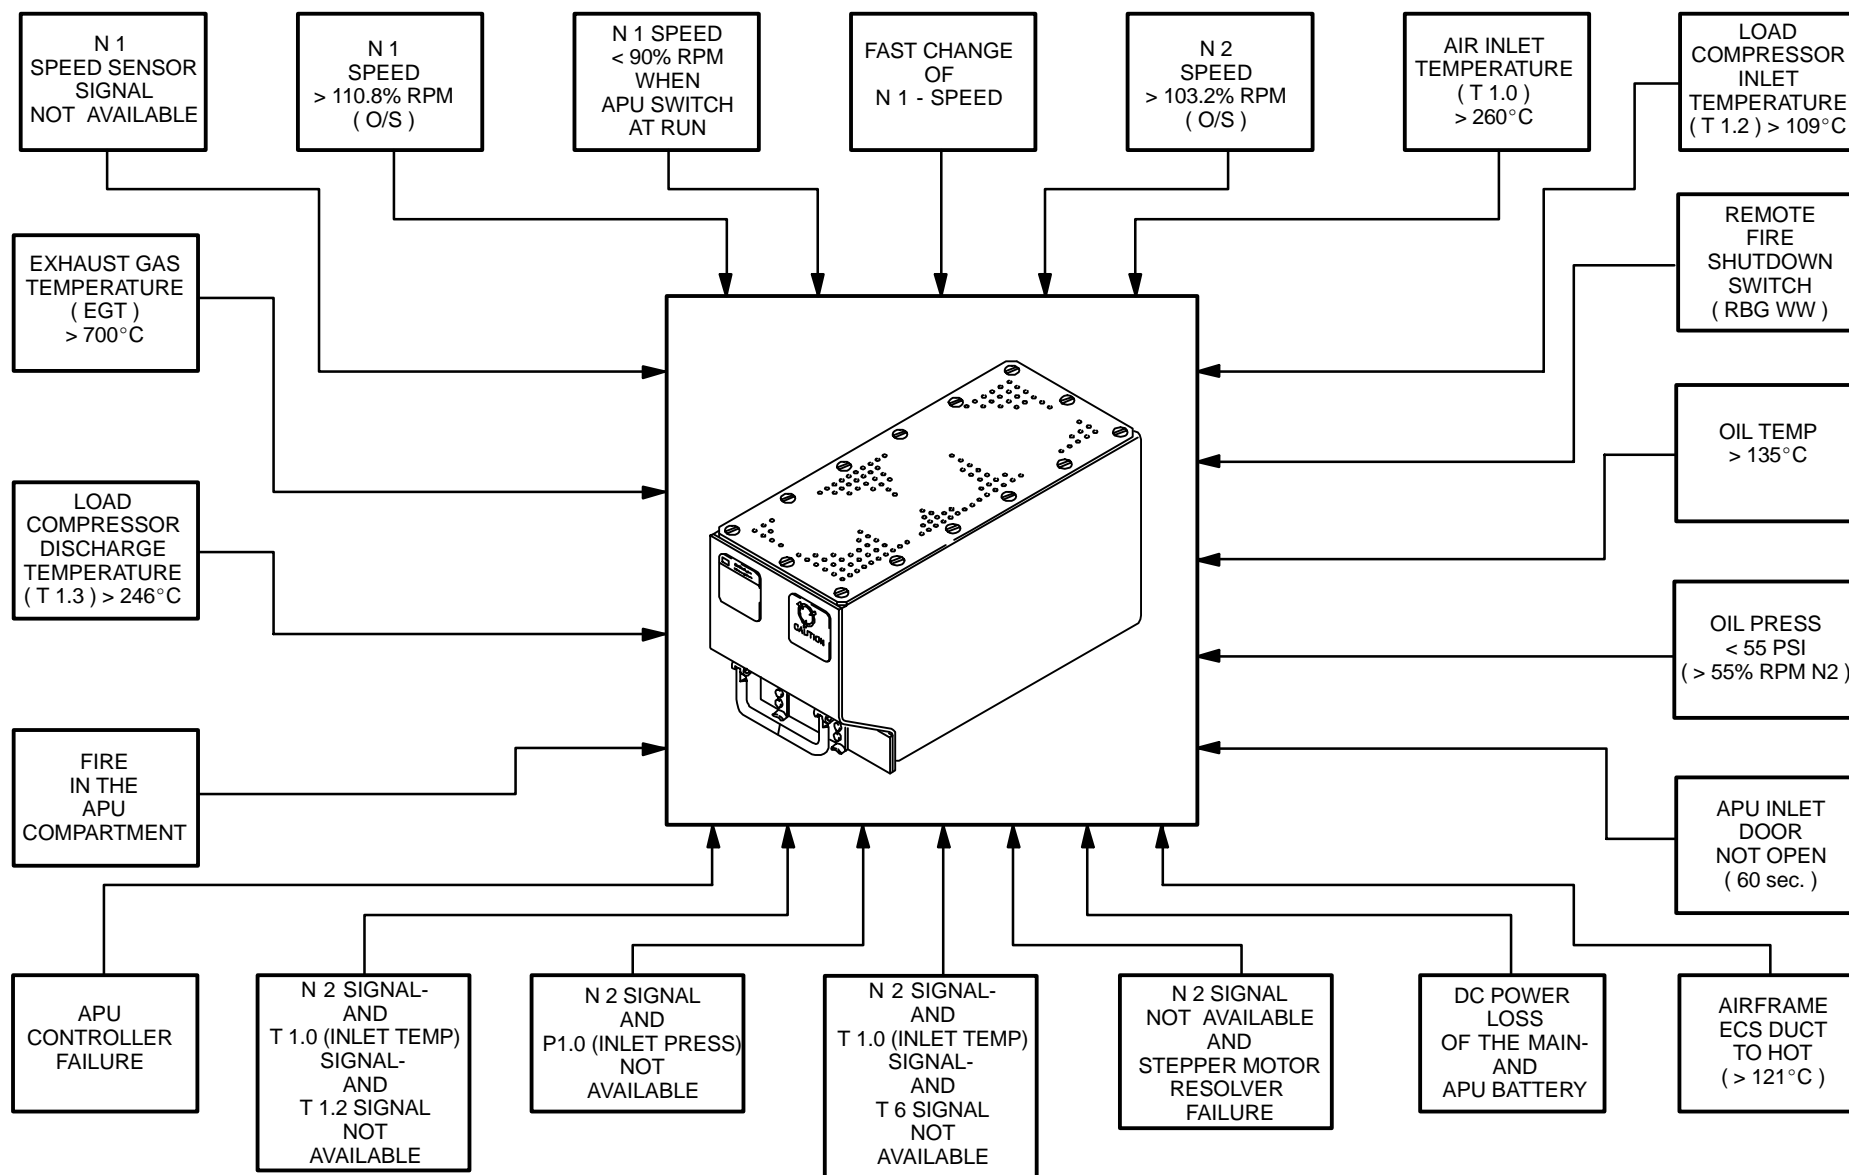 N 1
SPEED SENSOR
SIGNAL
NOT AVAILABLE
N 1
SPEED
> 110.8% RPM
( O/S )
N 1 SPEED
< 90% RPM
WHEN
APU SWITCH
AT RUN
FAST CHANGE
OF
N 1 - SPEED
N 2
SPEED
> 103.2% RPM
( O/S )
AIR INLET
TEMPERATURE
( T 1.0 )
> 260°C
LOAD
COMPRESSOR
INLET
TEMPERATURE
( T 1.2 ) > 109°C
EXHAUST GAS
TEMPERATURE
( EGT )
> 700°C
REMOTE
FIRE
SHUTDOWN
SWITCH
( RBG WW )
OIL TEMP
> 135°C
LOAD
COMPRESSOR
DISCHARGE
TEMPERATURE
( T 1.3 ) > 246°C
CAUTION
OIL PRESS
< 55 PSI
( > 55% RPM N2 )
FIRE
IN THE
APU
COMPARTMENT
APU INLET
DOOR
NOT OPEN
( 60 sec. )
APU
CONTROLLER
FAILURE
N 2 SIGNAL-
AND
T 1.0 (INLET TEMP)
SIGNAL-
AND
T 1.2 SIGNAL
NOT
AVAILABLE
N 2 SIGNAL
AND
P1.0 (INLET PRESS)
NOT
AVAILABLE
N 2 SIGNAL-
AND
T 1.0 (INLET TEMP)
SIGNAL-
AND
T 6 SIGNAL
NOT
AVAILABLE
N 2 SIGNAL
NOT AVAILABLE
AND
STEPPER MOTOR
RESOLVER
FAILURE
DC POWER
LOSS
OF THE MAIN-
AND
APU BATTERY
AIRFRAME
ECS DUCT
TO HOT
( > 121°C )